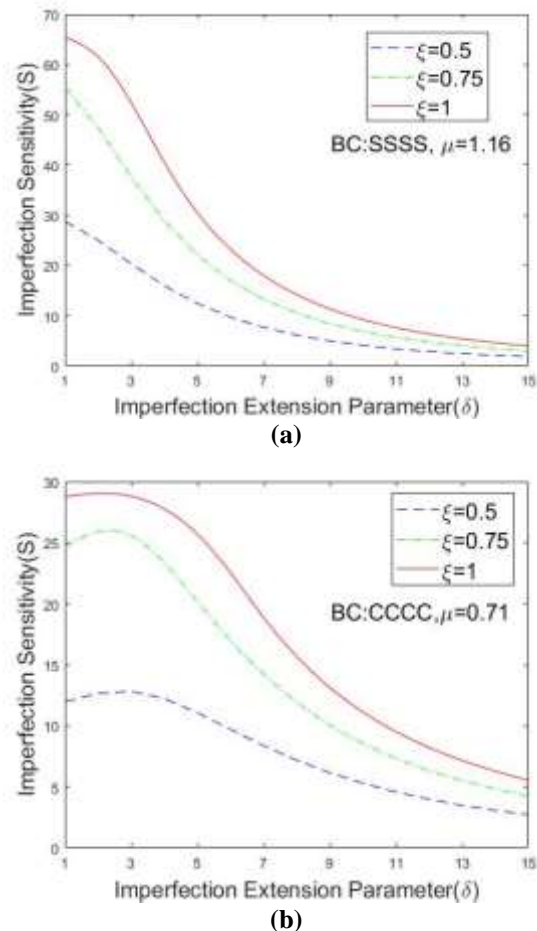 70
60
50
40
30
20
10
0
Imperfection Sensitivity(S)
ξ=0.5
ξ=0.75
ξ=1
BC:SSSS, μ=1.16
1 3 5 7 9 11 13 15
Imperfection Extension Parameter(δ)
(a)
30
25
20
15
10
5
0
Imperfection Sensitivity(S)
ξ=0.5
ξ=0.75
ξ=1
BC:CCCC,μ=0.71
1 3 5 7 9 11 13 15
Imperfection Extension Parameter(δ)
(b)